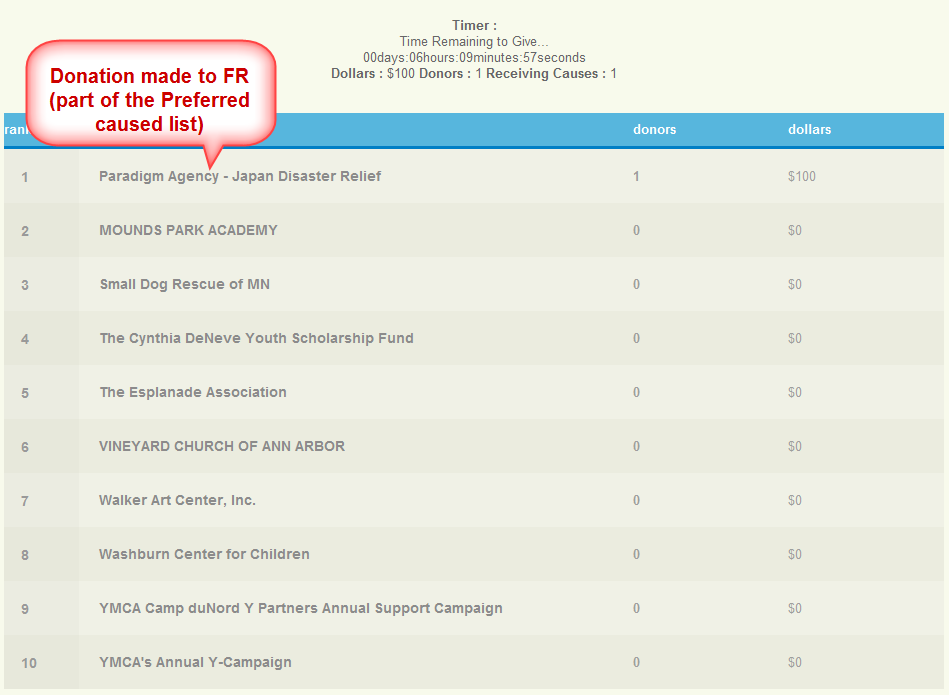 Timer :
Time Remaining to Give...
00days:06hours:09minutes:57seconds
Dollars : $100 Donors : 1 Receiving Causes : 1
Donation made to FR
(part of the Preferred
caused list)
donors dollars
1 Paradigm Agency - Japan Disaster Relief 1 $100
2 MOUNDS PARK ACADEMY 0 $0
3 Small Dog Rescue of MN 0 $0
4 The Cynthia DeNeve Youth Scholarship Fund 0 $0
5 The Esplanade Association 0 $0
6 VINEYARD CHURCH OF ANN ARBOR 0 $0
7 Walker Art Center, Inc. 0 $0
8 Washburn Center for Children 0 $0
9 YMCA Camp duNord Y Partners Annual Support Campaign 0 $0
10 YMCA's Annual Y-Campaign 0 $0